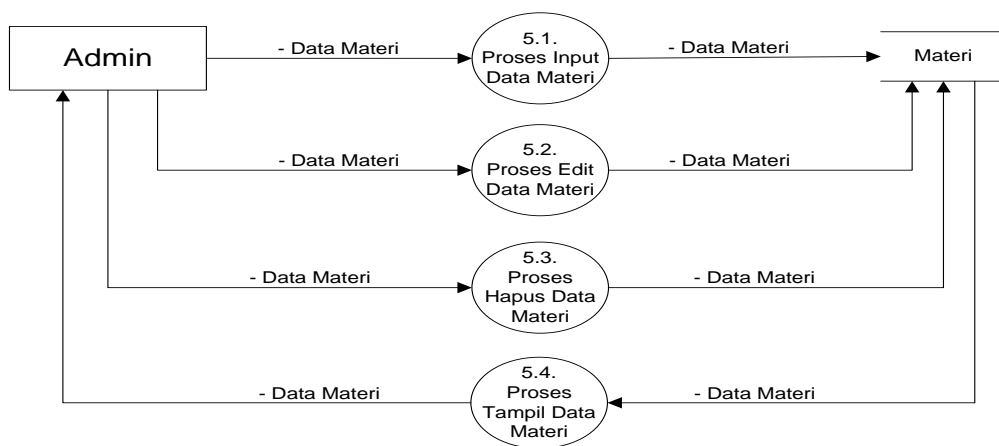 Admin
- Data Materi
5.1.
Proses Input
Data Materi
- Data Materi
Materi
- Data Materi
5.2.
Proses Edit
Data Materi
- Data Materi
- Data Materi
5.3.
Proses
Hapus Data
Materi
- Data Materi
- Data Materi
5.4.
Proses
Tampil Data
Materi
- Data Materi